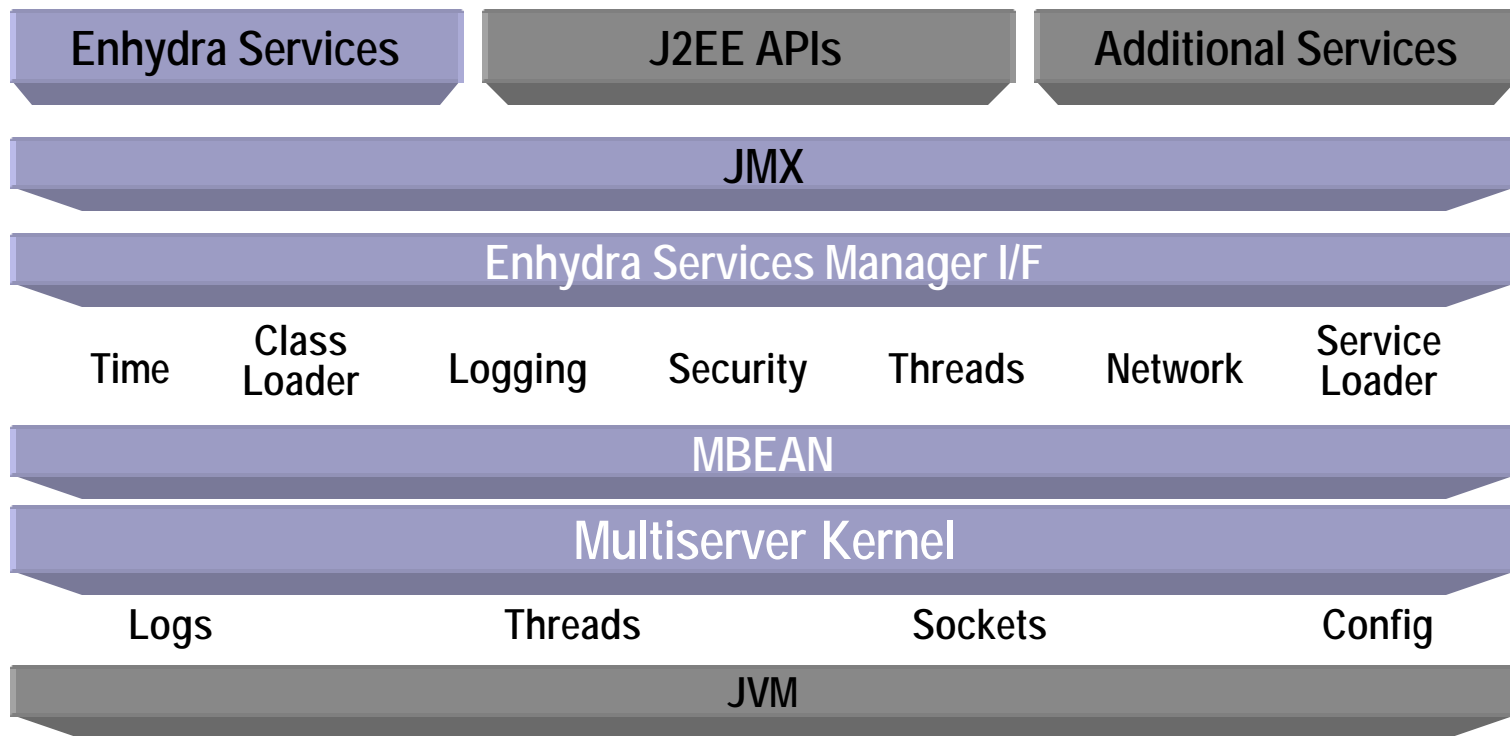 Enhydra Services
J2EE APIs
Additional Services
JMX
Enhydra Services Manager I/F
Time
Class
Loader
Logging
Security
Threads
Network
Service
Loader
MBEAN
Multiserver Kernel
Logs
Threads
Sockets
Config
JVM